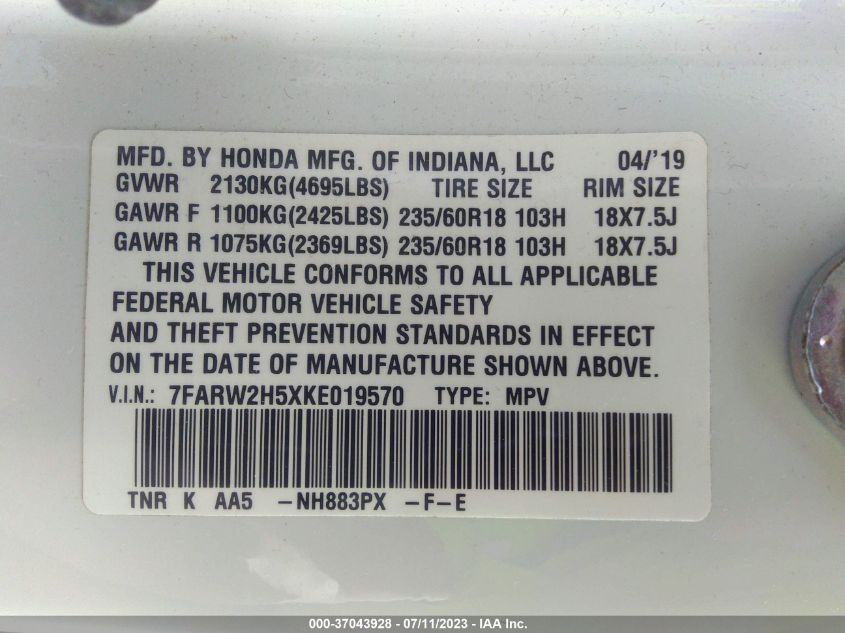 MFD. BY HONDA MFG. OF INDIANA, LLC 04/'19
GVWR 2130KG(4695LBS) TIRE SIZE RIM SIZE
GAWR F 1100KG(2425LBS) 235/60R18 103H 18X7.5J
GAWR R 1075KG(2369LBS) 235/60R18 103H 18X7.5J
THIS VEHICLE CONFORMS TO ALL APPLICABLE
FEDERAL MOTOR VEHICLE SAFETY
AND THEFT PREVENTION STANDARDS IN EFFECT
ON THE DATE OF MANUFACTURE SHOWN ABOVE.
V.I.N.: 7FARW2H5XKE019570 TYPE: MPV
TNR K AA5 -NH883PX -F-E
000-37043928 - 07/11/2023 - IAA Inc.